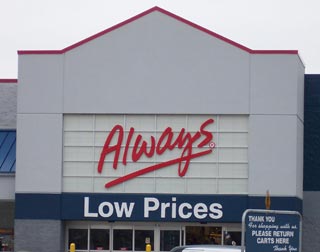 Always
Low Prices
THANK YOU
For shopping with us.
PLEASE RETURN
CARTS HERE
Thank You